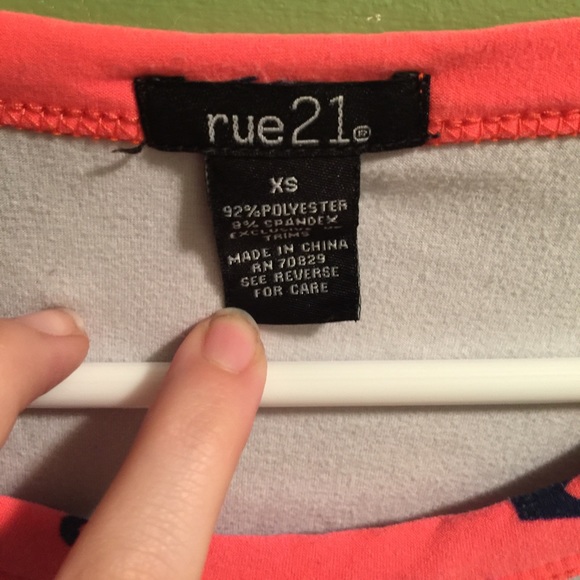 rue21®
XS
92%POLYESTER
8% SPANDEX
EXCLUSIVE OF
TRIMS
MADE IN CHINA
RN 70829
SEE REVERSE
FOR CARE